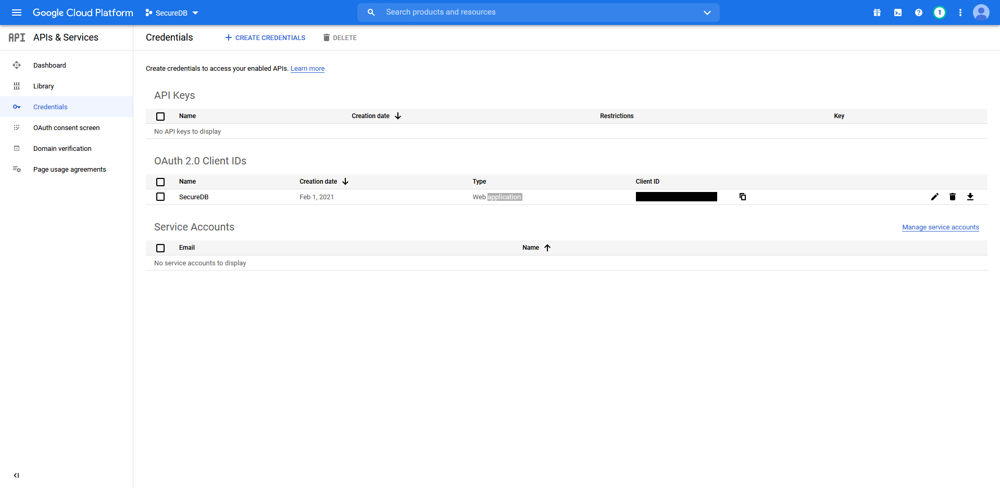 Google Cloud Platform SecureDB Search products and resources 1
API APIs & Services Credentials CREATE CREDENTIALS DELETE
Dashboard
Library
Credentials
OAuth consent screen
Domain verification
Page usage agreements
Create credentials to access your enabled APIs. Learn more
API Keys
Name Creation date Restrictions Key
No API keys to display
OAuth 2.0 Client IDs
Name Creation date Type Client ID
SecureDB Feb 1, 2021 Web application
Service Accounts Manage service accounts
Email Name
No service accounts to display